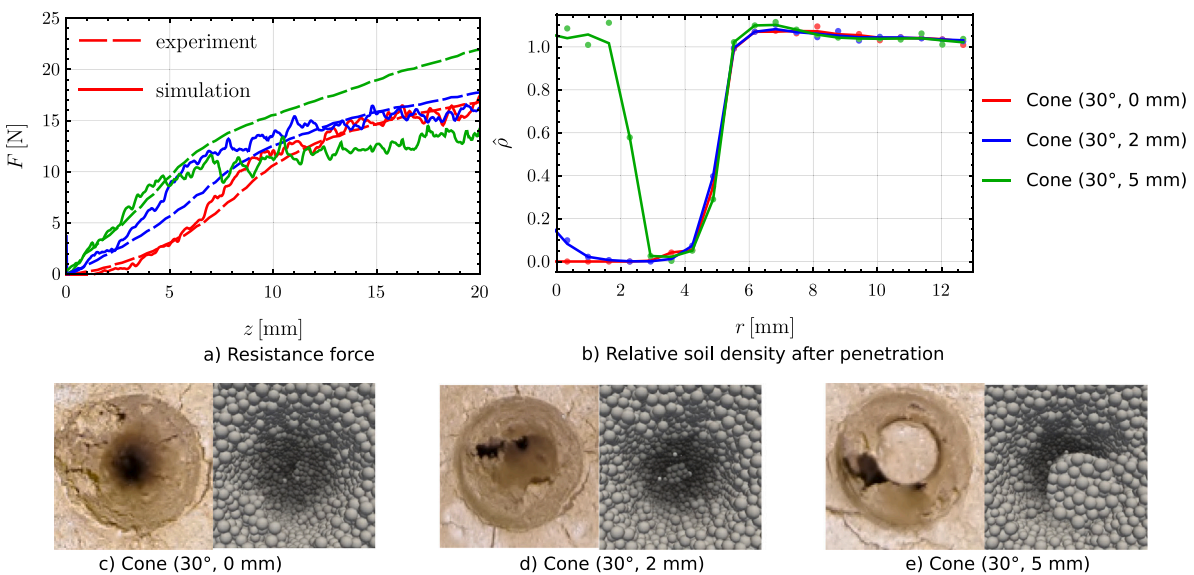 25
20
15
10
5
0
F [N]
experiment
simulation
0
5
10
15
20
z [mm]
a) Resistance force
1.0
0.8
0.6
0.4
0.2
0.0
ρ̂
0
2
4
6
8
10
12
r [mm]
b) Relative soil density after penetration
Cone (30°, 0 mm)
Cone (30°, 2 mm)
Cone (30°, 5 mm)
c) Cone (30°, 0 mm)
d) Cone (30°, 2 mm)
e) Cone (30°, 5 mm)